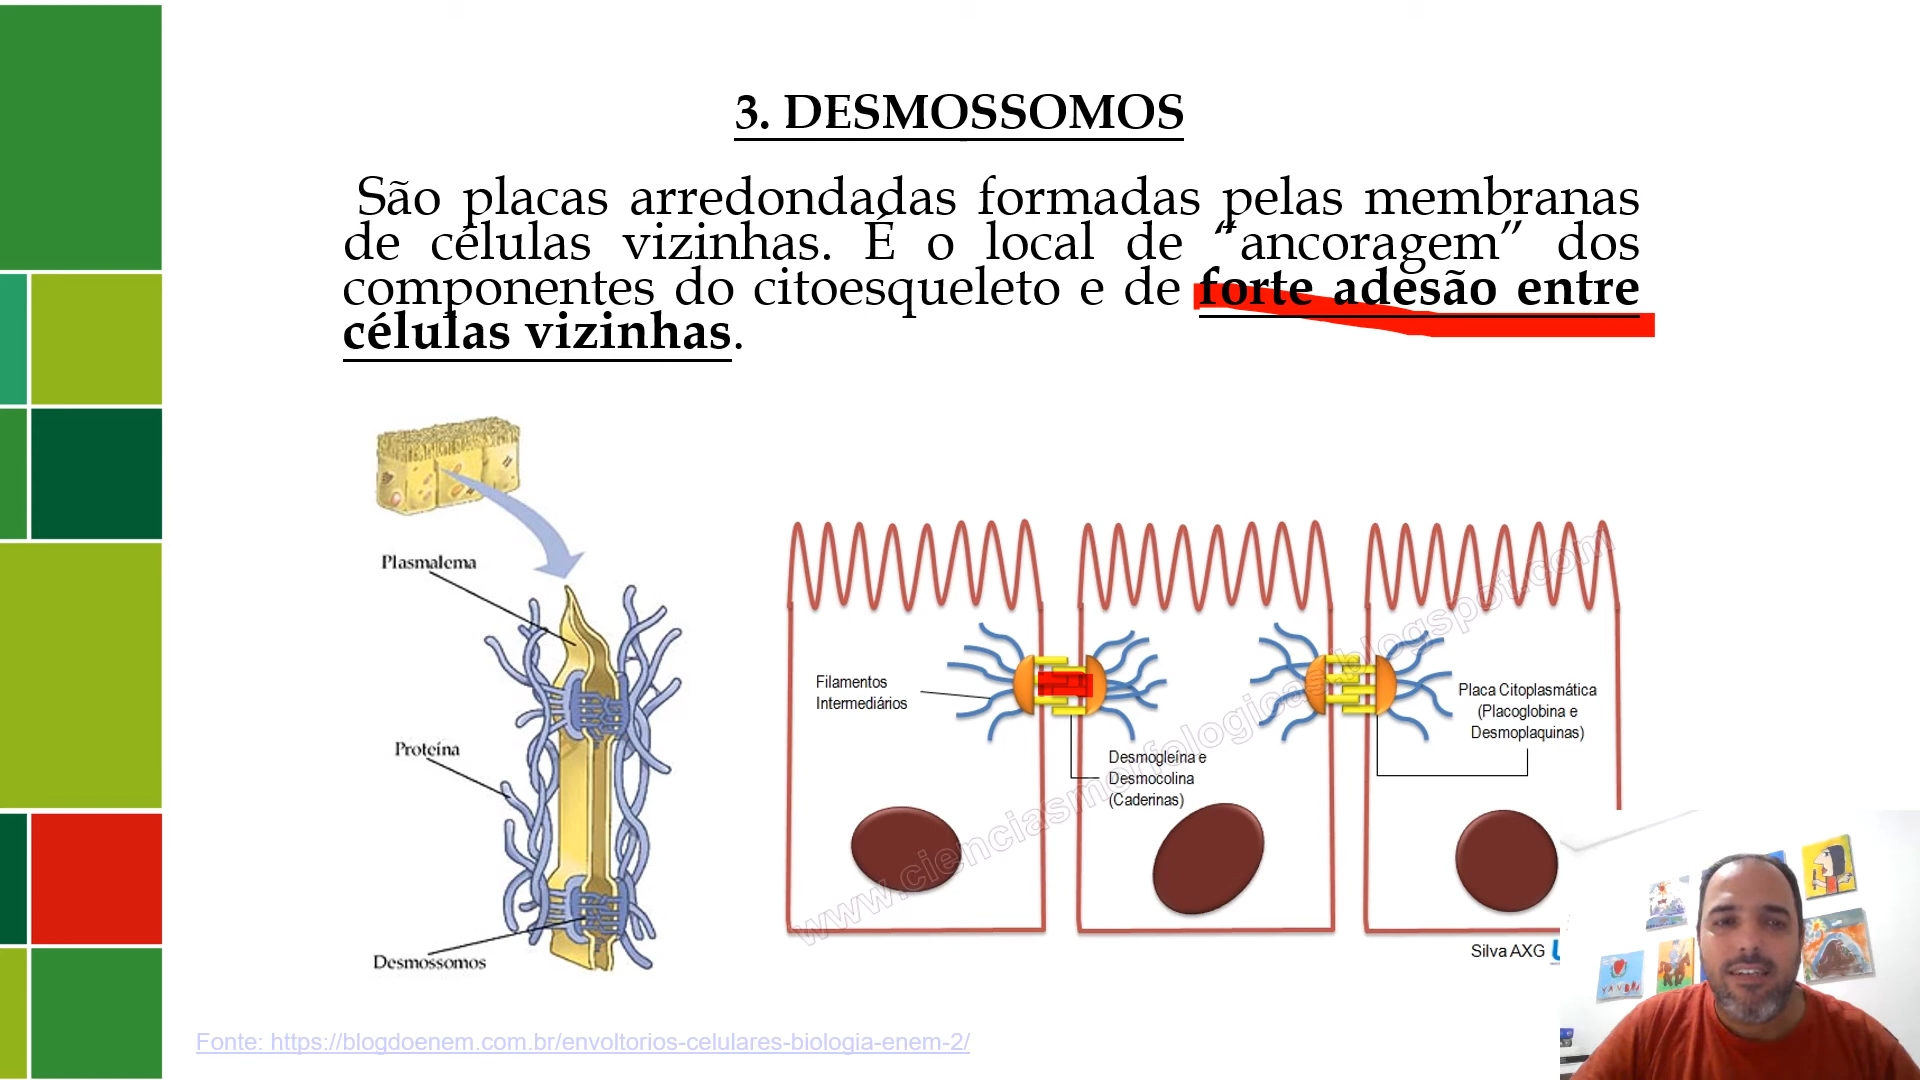 3. DESMOSSOMOS
São placas arredondadas formadas pelas membranas
de células vizinhas. É o local de “ancoragem” dos
componentes do citoesqueleto e de forte adesão entre
células vizinhas.
Plasmalema
Proteína
Desmossomos
Filamentos
Intermediários
Desmogleína e
Desmocolina
(Caderinas)
Placa Citoplasmática
(Placoglobina e
Desmoplaquinas)
www.cienciasmorfologicas.blogspot.com
Silva AXG
Fonte: https://blogdoenem.com.br/envoltorios-celulares-biologia-enem-2/